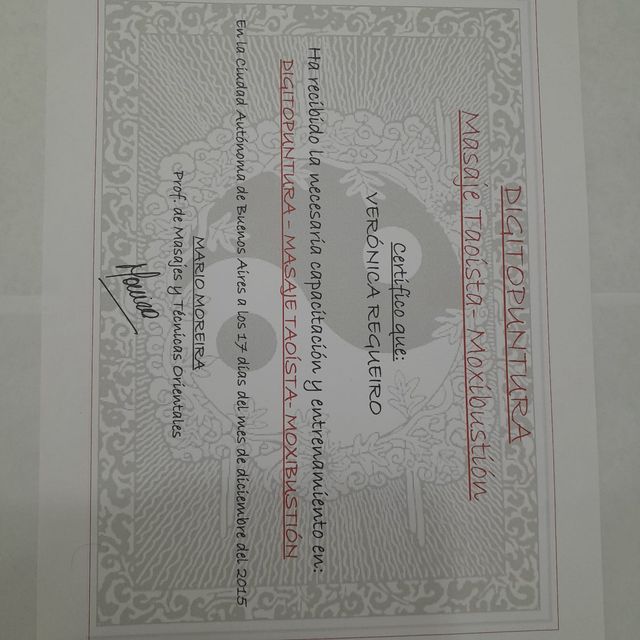 DIGITOPUNTURA
Masaje Taoísta- Moxibustión
Certifico que:
VERÓNICA REGUEIRO
Ha recibido la necesaria capacitación y entrenamiento en:
DIGITOPUNTURA - MASAJE TAOÍSTA- MOXIBUSTIÓN
En la ciudad Autónoma de Buenos Aires a los 17 días del mes de diciembre del 2015
MARIO MOREIRA
Prof. de Masajes y Técnicas Orientales